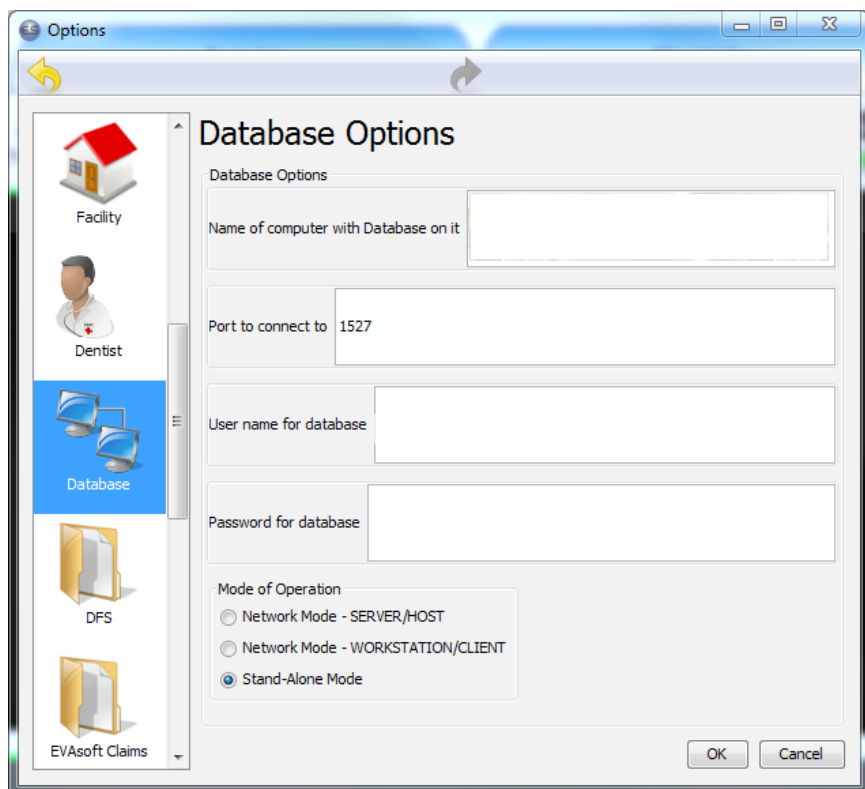 ES Options
Facility
Dentist
Database
DFS
EVAsoft Claims
Database Options
Database Options
Name of computer with Database on it
Port to connect to 1527
User name for database
Password for database
Mode of Operation
Network Mode - SERVER/HOST
Network Mode - WORKSTATION/CLIENT
Stand-Alone Mode
OK Cancel